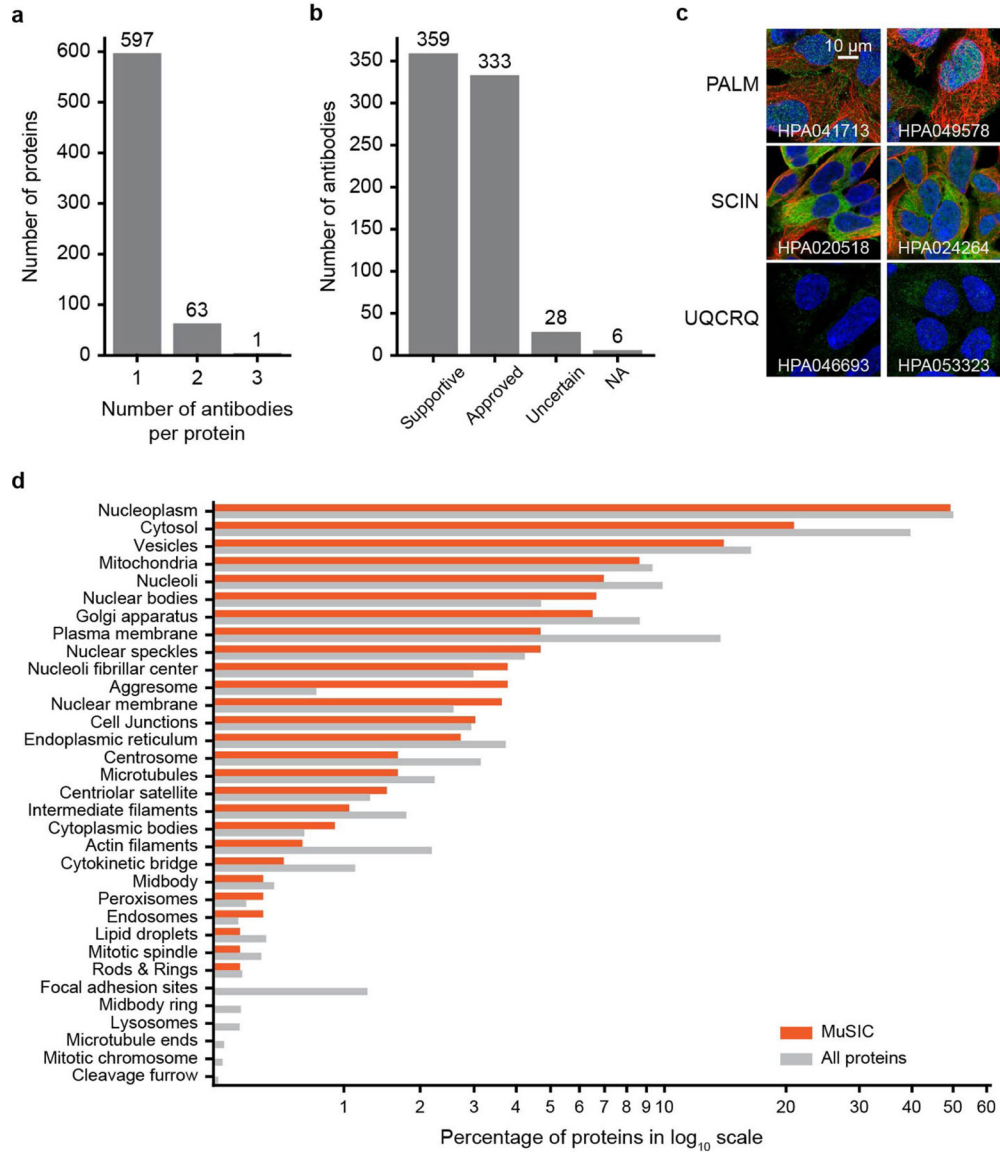 a
597
63
1
600
500
400
300
200
100
0
Number of proteins
1 2 3
Number of antibodies
per protein
b
359
333
28
6
350
300
250
200
150
100
50
0
Number of antibodies
Supportive
Approved
Uncertain
NA
c
10 µm
PALM
HPA041713
HPA049578
SCIN
HPA020518
HPA024264
UQCRQ
HPA046693
HPA053323
d
Nucleoplasm
Cytosol
Vesicles
Mitochondria
Nucleoli
Nuclear bodies
Golgi apparatus
Plasma membrane
Nuclear speckles
Nucleoli fibrillar center
Aggresome
Nuclear membrane
Cell Junctions
Endoplasmic reticulum
Centrosome
Microtubules
Centriolar satellite
Intermediate filaments
Cytoplasmic bodies
Actin filaments
Cytokinetic bridge
Midbody
Peroxisomes
Endosomes
Lipid droplets
Mitotic spindle
Rods & Rings
Focal adhesion sites
Midbody ring
Lysosomes
Microtubule ends
Mitotic chromosome
Cleavage furrow
MuSIC
All proteins
1 2 3 4 5 6 7 8 9 10 20 30 40 50 60
Percentage of proteins in log10 scale